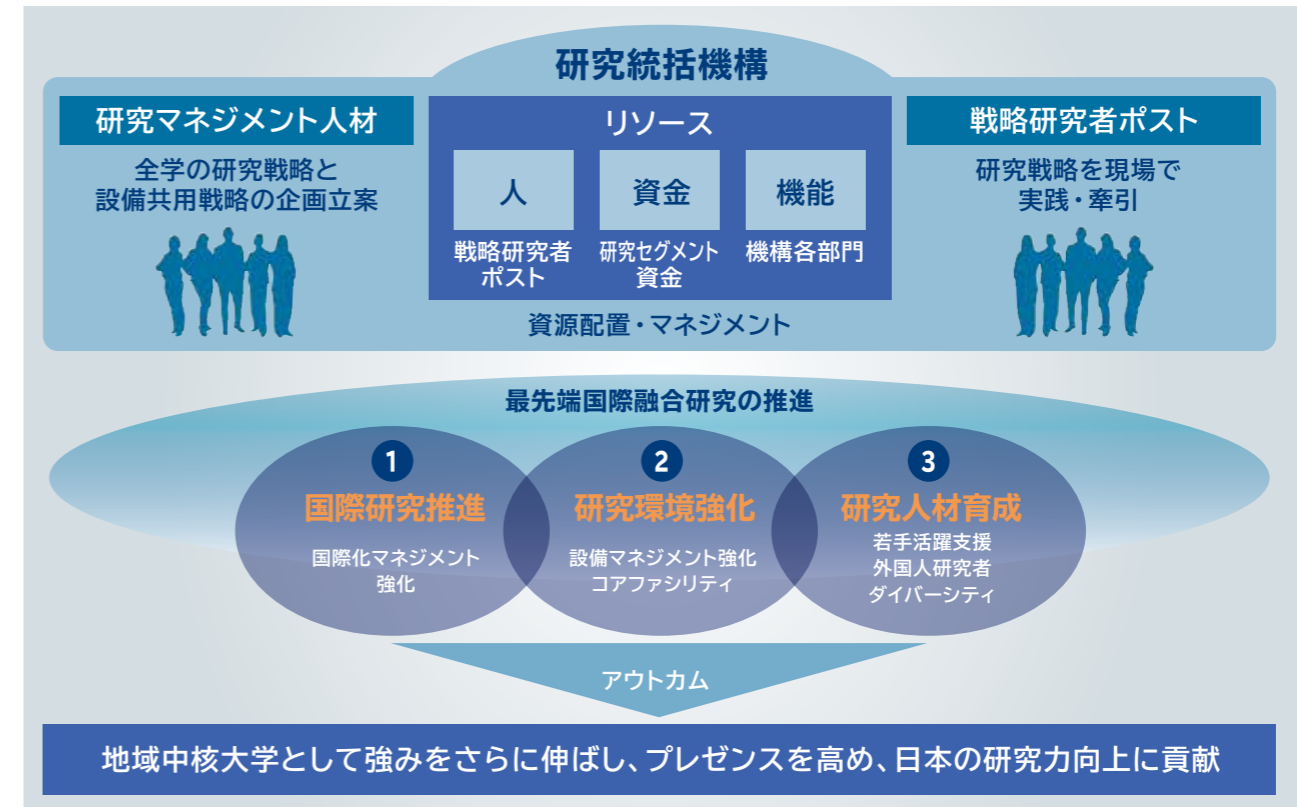 研究統括機構
研究マネジメント人材
全学の研究戦略と
設備共用戦略の企画立案
リソース
人
戦略研究者
ポスト
資金
研究セグメント
資金
機能
機構各部門
資源配置・マネジメント
戦略研究者ポスト
研究戦略を現場で
実践・牽引
最先端国際融合研究の推進
1
国際研究推進
国際化マネジメント
強化
2
研究環境強化
設備マネジメント強化
コアファシリティ
3
研究人材育成
若手活躍支援
外国人研究者
ダイバーシティ
アウトカム
地域中核大学として強みをさらに伸ばし、プレゼンスを高め、日本の研究力向上に貢献